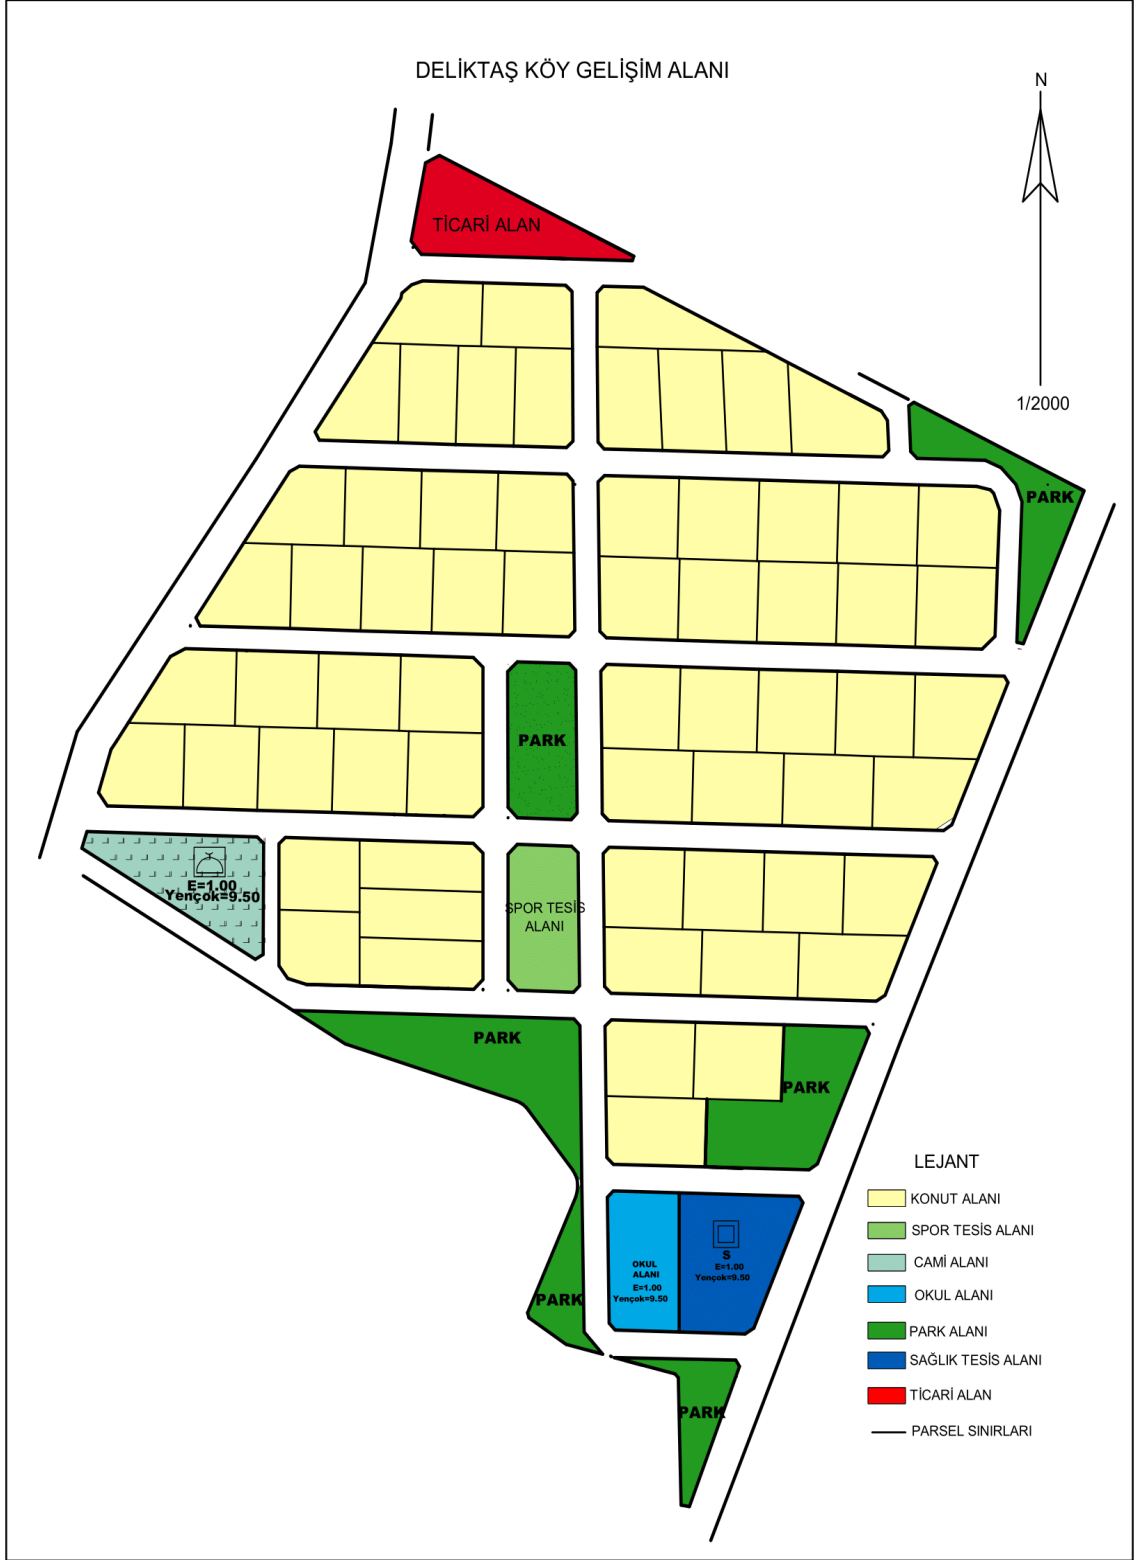 DELİKTAŞ KÖY GELİŞİM ALANI
N
1/2000
TİCARİ ALAN
PARK
PARK
E=1.00
Yençok=9.50
SPOR TESİS
ALANI
PARK
PARK
OKUL
ALANI
E=1.00
Yençok=9.50
S
E=1.00
Yençok=9.50
PARK
PARK
LEJANT
KONUT ALANI
SPOR TESİS ALANI
CAMİ ALANI
OKUL ALANI
PARK ALANI
SAĞLIK TESİS ALANI
TİCARİ ALAN
PARSEL SINIRLARI